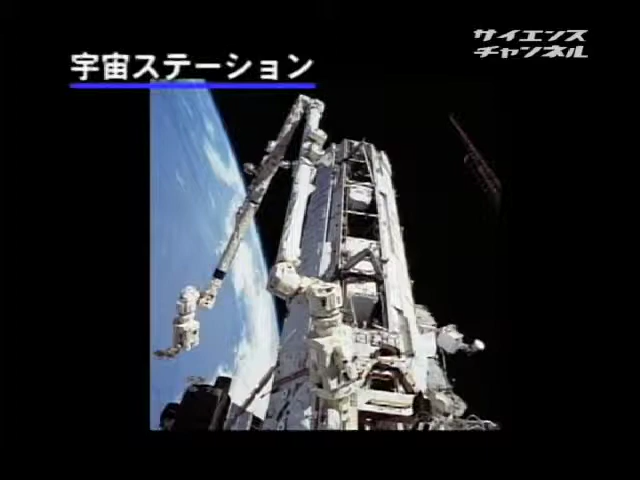 宇宙ステーション
サイエンス
チャンネル